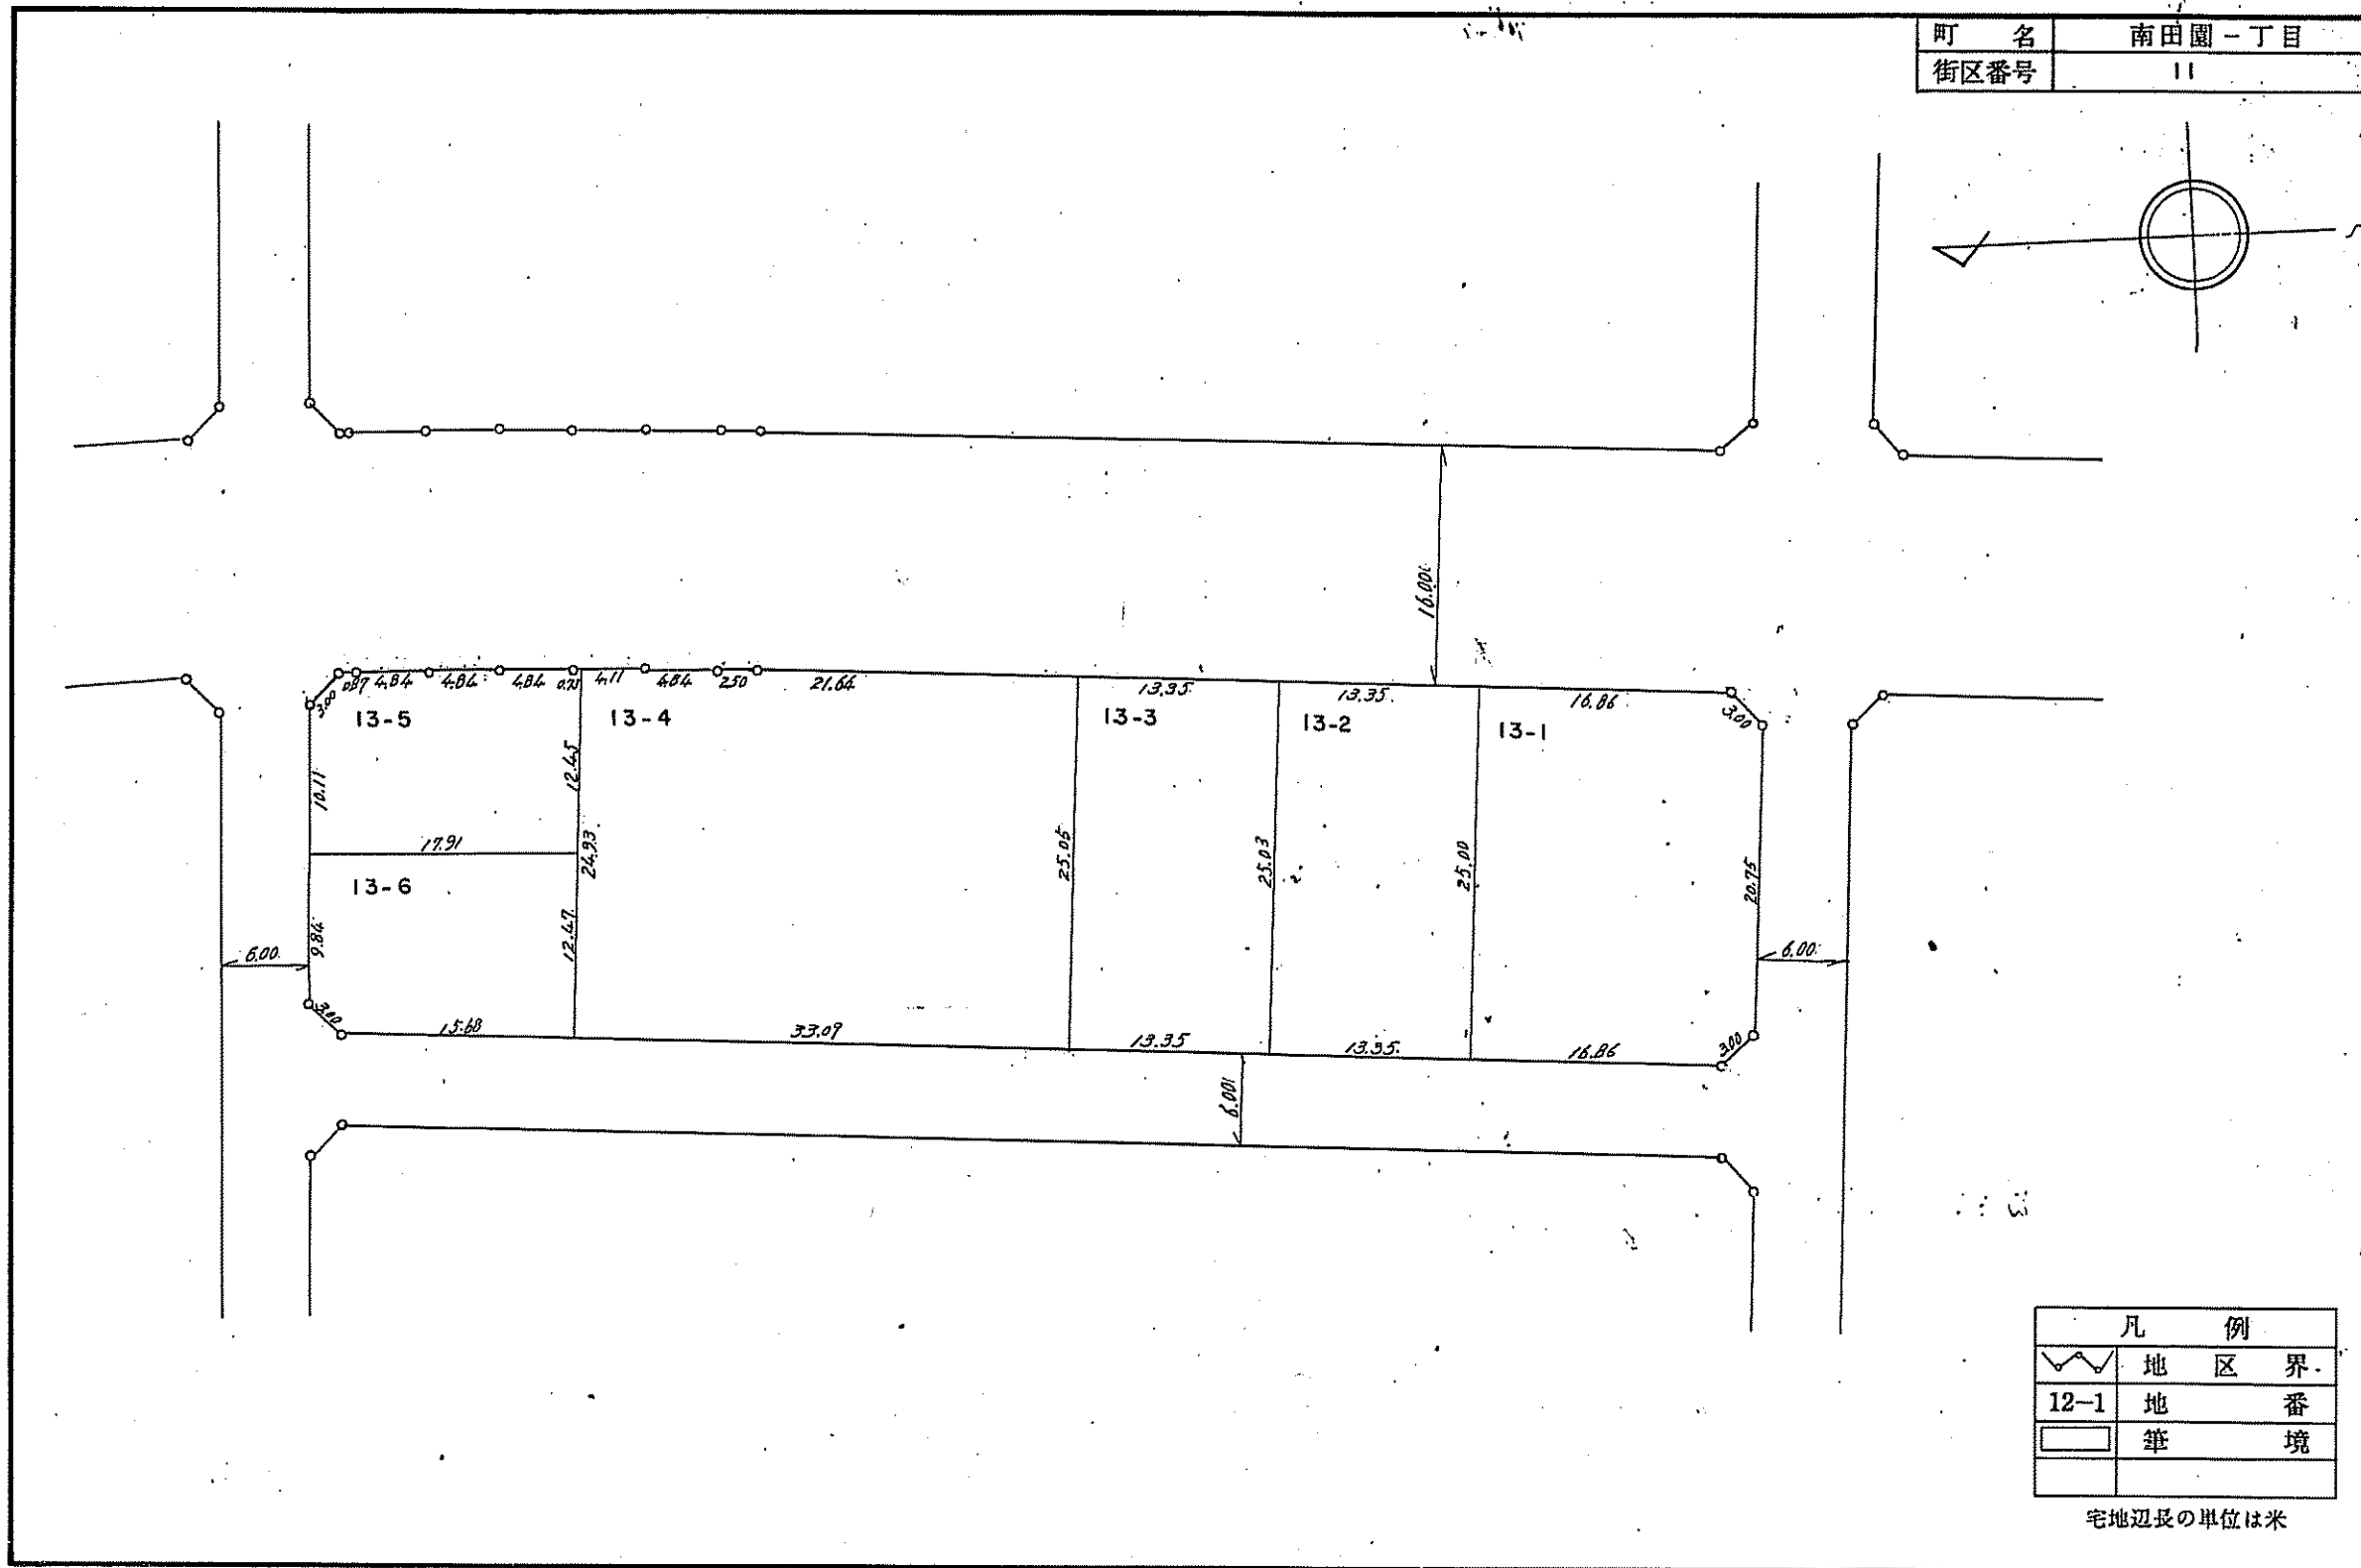 町 名 南田園一丁目
街区番号 11
16.00
0.87 4.84 4.84 4.84 0.73 4.11 4.84 2.50 21.64 13.35 13.35 16.86
3.00 3.00
13-5 13-4 13-3 13-2 13-1
10.11 12.45
17.91 24.93 25.05 25.03 25.00 20.75
13-6
9.84 12.47
6.00 6.00
3.00 3.00
15.68 33.09 13.35 13.35 16.86
6.00
凡 例
地 区 界
12-1 地 番
筆 境
宅地辺長の単位は米